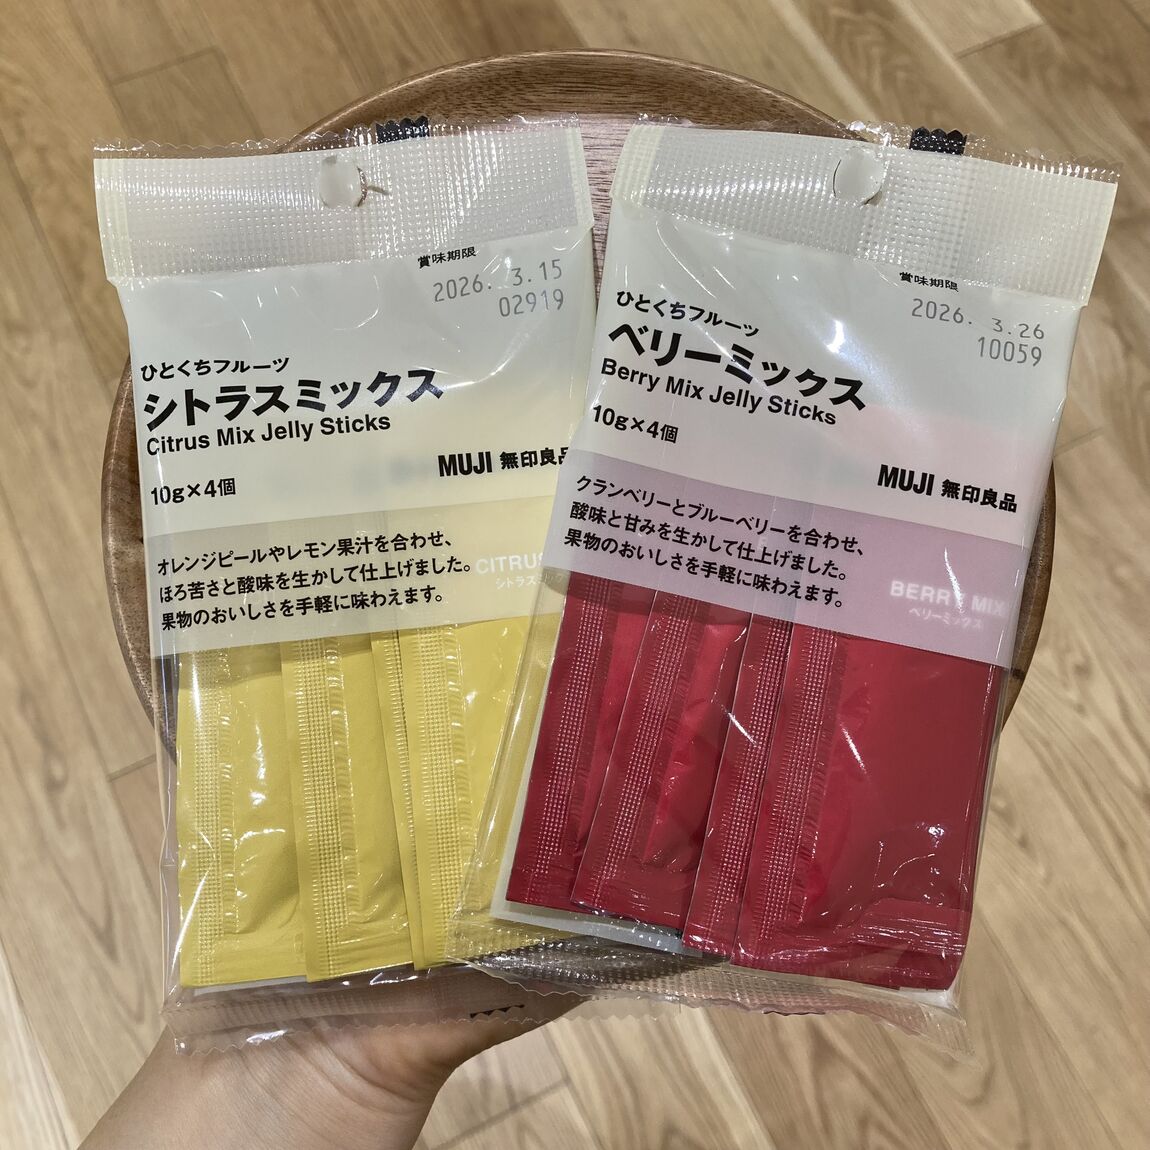 賞味期限
2026. 3.15
02919
ひとくちフルーツ
シトラスミックス
Citrus Mix Jelly Sticks
10g×4個
MUJI 無印良品
オレンジピールやレモン果汁を合わせ、
ほろ苦さと酸味を生かして仕上げました。
果物のおいしさを手軽に味わえます。
CITRUS
シトラス
賞味期限
2026. 3.26
10059
ひとくちフルーツ
ベリーミックス
Berry Mix Jelly Sticks
10g×4個
MUJI 無印良品
クランベリーとブルーベリーを合わせ、
酸味と甘みを生かして仕上げました。
果物のおいしさを手軽に味わえます。
BERRY MIX
ベリーミックス